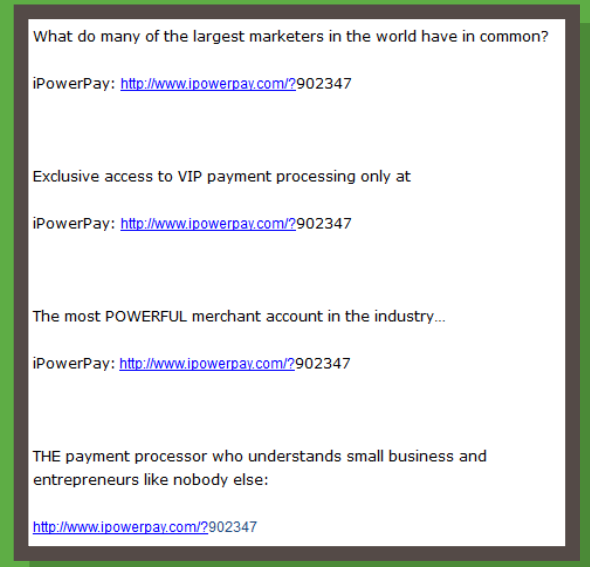 What do many of the largest marketers in the world have in common?
iPowerPay: http://www.ipowerpay.com/?902347
Exclusive access to VIP payment processing only at
iPowerPay: http://www.ipowerpay.com/?902347
The most POWERFUL merchant account in the industry...
iPowerPay: http://www.ipowerpay.com/?902347
THE payment processor who understands small business and
entrepreneurs like nobody else:
http://www.ipowerpay.com/?902347